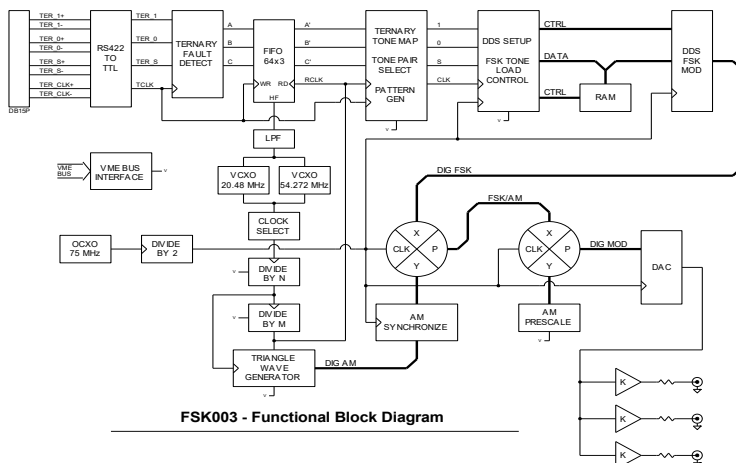 TER_1+
TER_1-
TER_0+
TER_0-
TER_S+
TER_S-
TER_CLK+
TER_CLK-
DB15P
RS422
TO
TTL
TER_1
TER_0
TER_S
TCLK
TERNARY
FAULT
DETECT
A
B
C
FIFO
64x3
WR
RD
HF
A'
B'
C'
RCLK
TERNARY
TONE MAP
TONE PAIR
SELECT
PATTERN
GEN
v
1
0
S
CLK
DDS SETUP
FSK TONE
LOAD
CONTROL
v
CTRL
DATA
CTRL
RAM
DDS
FSK
MOD
LPF
VME
BUS
VME BUS
INTERFACE
v
VCXO
20.48 MHz
VCXO
54.272 MHz
CLOCK
SELECT
OCXO
75 MHz
DIVIDE
BY 2
v
DIVIDE
BY N
v
DIVIDE
BY M
TRIANGLE
WAVE
GENERATOR
v
DIG AM
DIG FSK
X
CLK
P
Y
FSK/AM
X
CLK
P
Y
DIG MOD
DAC
AM
SYNCHRONIZE
AM
PRESCALE
v
K
K
K
FSK003 - Functional Block Diagram